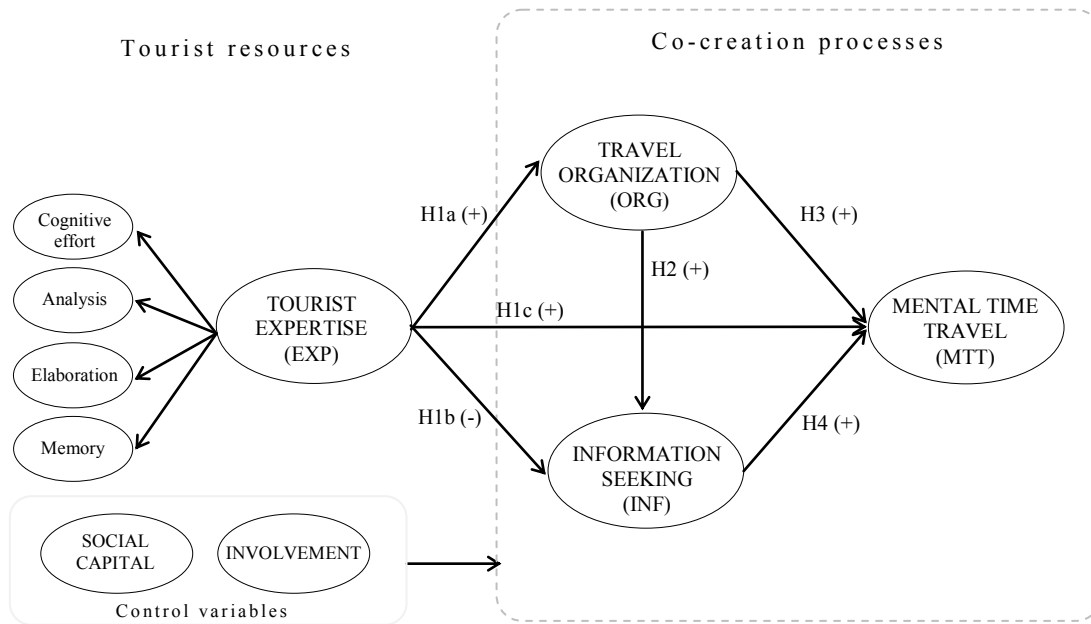 Tourist resources
Co-creation processes
Cognitive
effort
Analysis
Elaboration
Memory
TOURIST
EXPERTISE
(EXP)
H1a (+)
H1c (+)
H1b (-)
TRAVEL
ORGANIZATION
(ORG)
H2 (+)
INFORMATION
SEEKING
(INF)
H3 (+)
H4 (+)
MENTAL TIME
TRAVEL
(MTT)
SOCIAL
CAPITAL
INVOLVEMENT
Control variables